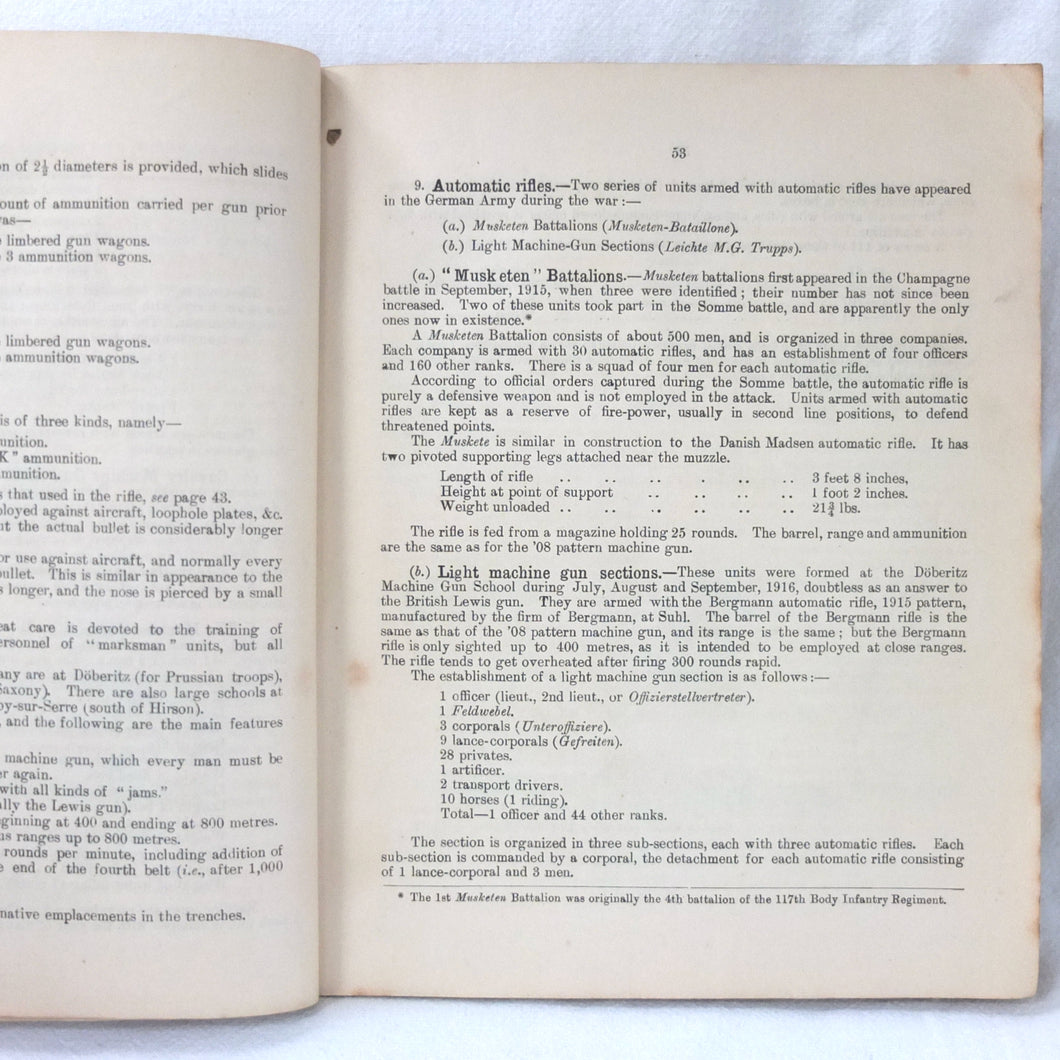 on of 2½ diameters is provided, which slides
ount of ammunition carried per gun prior
vas—
limbered gun wagons.
3 ammunition wagons.
limbered gun wagons.
ammunition wagons.
is of three kinds, namely—
unition.
K" ammunition.
munition.
s that used in the rifle, see page 43.
ployed against aircraft, loophole plates, &c.
nt the actual bullet is considerably longer
or use against aircraft, and normally every
bullet. This is similar in appearance to the
s longer, and the nose is pierced by a small
eat care is devoted to the training of
ersonnel of "marksman" units, but all
any are at Döberitz (for Prussian troops),
Saxony). There are also large schools at
oy-sur-Serre (south of Hirson).
, and the following are the main features
machine gun, which every man must be
er again.
with all kinds of "jams."
ally the Lewis gun).
ginning at 400 and ending at 800 metres.
us ranges up to 800 metres.
rounds per minute, including addition of
e end of the fourth belt (i.e., after 1,000
native emplacements in the trenches.
53
9. Automatic rifles.—Two series of units armed with automatic rifles have appeared
in the German Army during the war :—
(a.) Musketen Battalions (Musketen-Bataillone).
(b.) Light Machine-Gun Sections (Leichte M.G. Trupps).
(a.) "Musk eten" Battalions.—Musketen battalions first appeared in the Champagne
battle in September, 1915, when three were identified ; their number has not since been
increased. Two of these units took part in the Somme battle, and are apparently the only
ones now in existence.*
A Musketen Battalion consists of about 500 men, and is organized in three companies.
Each company is armed with 30 automatic rifles, and has an establishment of four officers
and 160 other ranks. There is a squad of four men for each automatic rifle.
According to official orders captured during the Somme battle, the automatic rifle is
purely a defensive weapon and is not employed in the attack. Units armed with automatic
rifles are kept as a reserve of fire-power, usually in second line positions, to defend
threatened points.
The Muskete is similar in construction to the Danish Madsen automatic rifle. It has
two pivoted supporting legs attached near the muzzle.
Length of rifle .. .. .. . .. .. 3 feet 8 inches,
Height at point of support .. .. .. .. 1 foot 2 inches.
Weight unloaded .. .. .. .. .. .. 21¾ lbs.
The rifle is fed from a magazine holding 25 rounds. The barrel, range and ammunition
are the same as for the '08 pattern machine gun.
(b.) Light machine gun sections.—These units were formed at the Döberitz
Machine Gun School during July, August and September, 1916, doubtless as an answer to
the British Lewis gun. They are armed with the Bergmann automatic rifle, 1915 pattern,
manufactured by the firm of Bergmann, at Suhl. The barrel of the Bergmann rifle is the
same as that of the '08 pattern machine gun, and its range is the same ; but the Bergmann
rifle is only sighted up to 400 metres, as it is intended to be employed at close ranges.
The rifle tends to get overheated after firing 300 rounds rapid.
The establishment of a light machine gun section is as follows :—
1 officer (lieut., 2nd lieut., or Offizierstellvertreter).
1 Feldwebel.
3 corporals (Unteroffiziere).
9 lance-corporals (Gefreiten).
28 privates.
1 artificer.
2 transport drivers.
10 horses (1 riding).
Total—1 officer and 44 other ranks.
The section is organized in three sub-sections, each with three automatic rifles. Each
sub-section is commanded by a corporal, the detachment for each automatic rifle consisting
of 1 lance-corporal and 3 men.
* The 1st Musketen Battalion was originally the 4th battalion of the 117th Body Infantry Regiment.